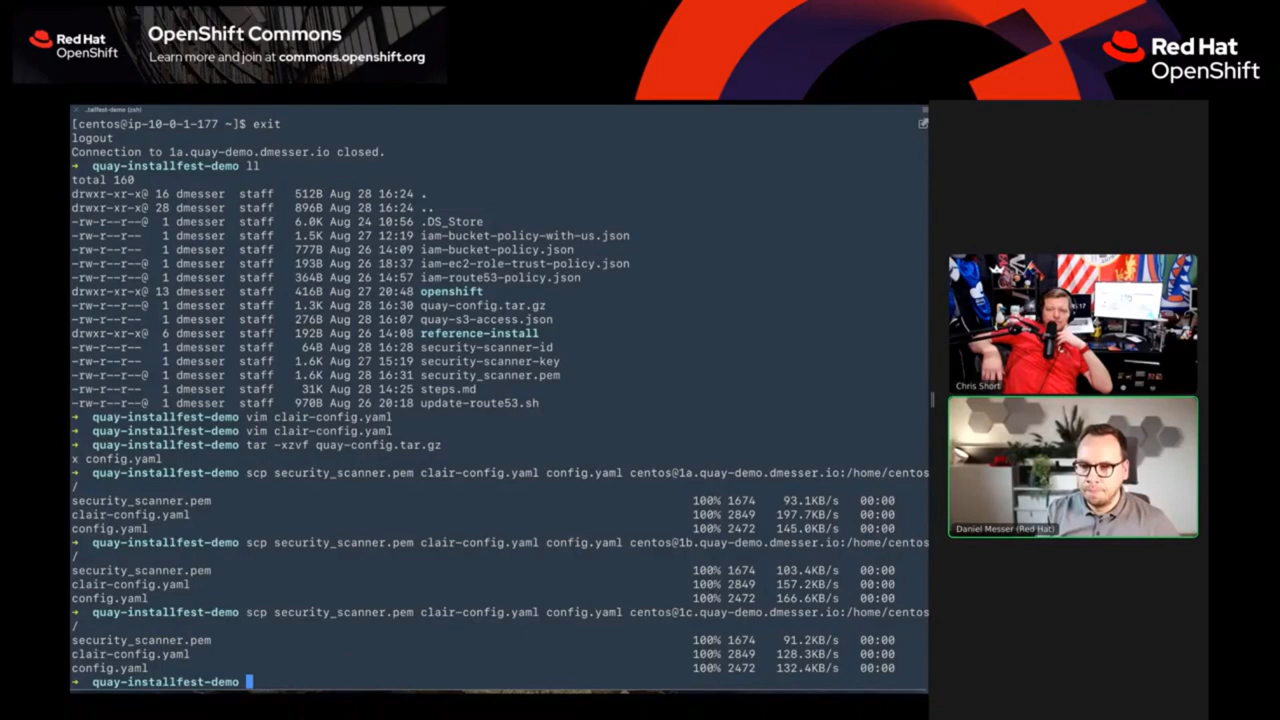 Red Hat
OpenShift
OpenShift Commons
Learn more and join at commons.openshift.org
Red Hat
OpenShift
..tallfest-demo (zsh)
[centos@ip-10-0-1-177 ~]$ exit
logout
Connection to 1a.quay-demo.dmesser.io closed.
→ quay-installfest-demo ll
total 160
drwxr-xr-x@ 16 dmesser staff 512B Aug 28 16:24 .
drwxr-xr-x@ 28 dmesser staff 896B Aug 28 16:24 ..
-rw-r--r--@ 1 dmesser staff 6.0K Aug 24 10:56 .DS_Store
-rw-r--r-- 1 dmesser staff 1.5K Aug 27 12:19 iam-bucket-policy-with-us.json
-rw-r--r-- 1 dmesser staff 777B Aug 26 14:09 iam-bucket-policy.json
-rw-r--r--@ 1 dmesser staff 193B Aug 26 18:37 iam-ec2-role-trust-policy.json
-rw-r--r-- 1 dmesser staff 364B Aug 26 14:57 iam-route53-policy.json
drwxr-xr-x@ 13 dmesser staff 416B Aug 27 20:48 openshift
-rw-r--r--@ 1 dmesser staff 1.3K Aug 28 16:30 quay-config.tar.gz
-rw-r--r-- 1 dmesser staff 276B Aug 28 16:07 quay-s3-access.json
drwxr-xr-x@ 6 dmesser staff 192B Aug 26 14:08 reference-install
-rw-r--r-- 1 dmesser staff 64B Aug 28 16:28 security-scanner-id
-rw-r--r-- 1 dmesser staff 1.6K Aug 27 15:19 security-scanner-key
-rw-r--r--@ 1 dmesser staff 1.6K Aug 28 16:31 security_scanner.pem
-rw-r--r-- 1 dmesser staff 31K Aug 28 14:25 steps.md
-rw-r--r--@ 1 dmesser staff 970B Aug 26 20:18 update-route53.sh
→ quay-installfest-demo vim clair-config.yaml
→ quay-installfest-demo vim clair-config.yaml
→ quay-installfest-demo tar -xzvf quay-config.tar.gz
x config.yaml
→ quay-installfest-demo scp security_scanner.pem clair-config.yaml config.yaml centos@1a.quay-demo.dmesser.io:/home/centos
/
security_scanner.pem 100% 1674 93.1KB/s 00:00
clair-config.yaml 100% 2849 197.7KB/s 00:00
config.yaml 100% 2472 145.0KB/s 00:00
→ quay-installfest-demo scp security_scanner.pem clair-config.yaml config.yaml centos@1b.quay-demo.dmesser.io:/home/centos
/
security_scanner.pem 100% 1674 103.4KB/s 00:00
clair-config.yaml 100% 2849 157.2KB/s 00:00
config.yaml 100% 2472 166.6KB/s 00:00
→ quay-installfest-demo scp security_scanner.pem clair-config.yaml config.yaml centos@1c.quay-demo.dmesser.io:/home/centos
/
security_scanner.pem 100% 1674 91.2KB/s 00:00
clair-config.yaml 100% 2849 128.3KB/s 00:00
config.yaml 100% 2472 132.4KB/s 00:00
→ quay-installfest-demo
Chris Short
Daniel Messer (Red Hat)